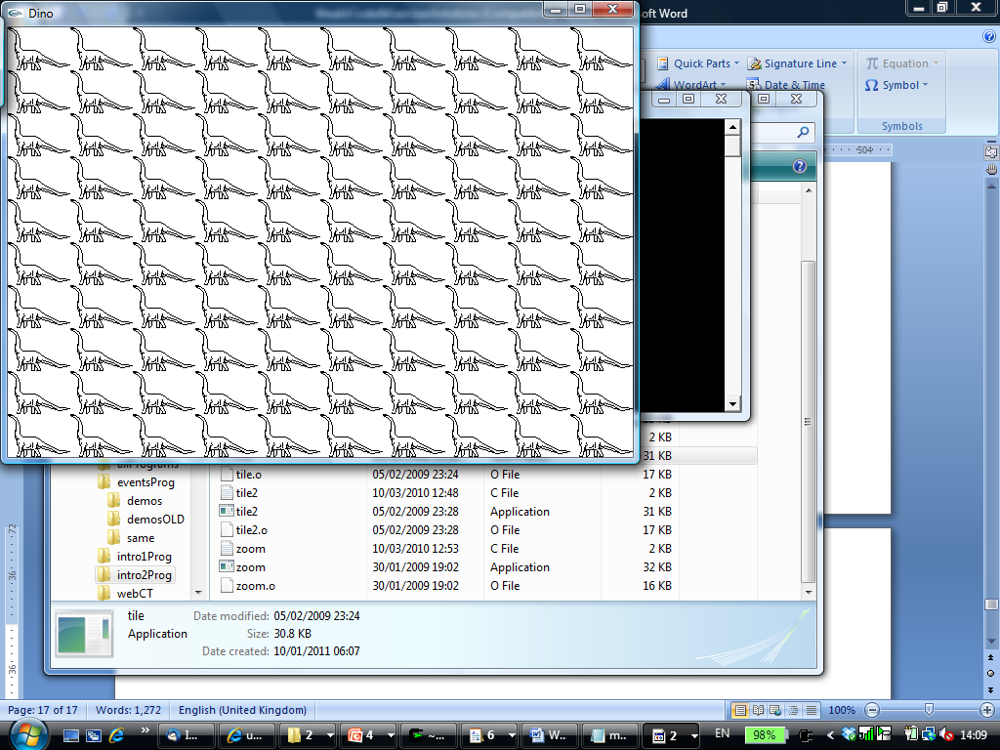 Dino
soft Word
Quick Parts
Signature Line
Equation
WordArt
Date & Time
Symbol
Symbols
504
2 KB
31 KB
tile.o 05/02/2009 23:24 O File 17 KB
eventsProg
tile2 10/03/2010 12:48 C File 2 KB
demos
tile2 05/02/2009 23:28 Application 31 KB
demosOLD
tile2.o 05/02/2009 23:28 O File 17 KB
same
zoom 10/03/2010 12:53 C File 2 KB
intro1Prog
zoom 30/01/2009 19:02 Application 32 KB
intro2Prog
zoom.o 30/01/2009 19:02 O File 16 KB
webCT
72
36
36
tile Date modified: 05/02/2009 23:24
Application Size: 30.8 KB
Date created: 10/01/2011 06:07
Page: 17 of 17 Words: 1,272 English (United Kingdom) 100%
I... u... 2 4 ~... 6 W... m... 2 EN 98% 14:09